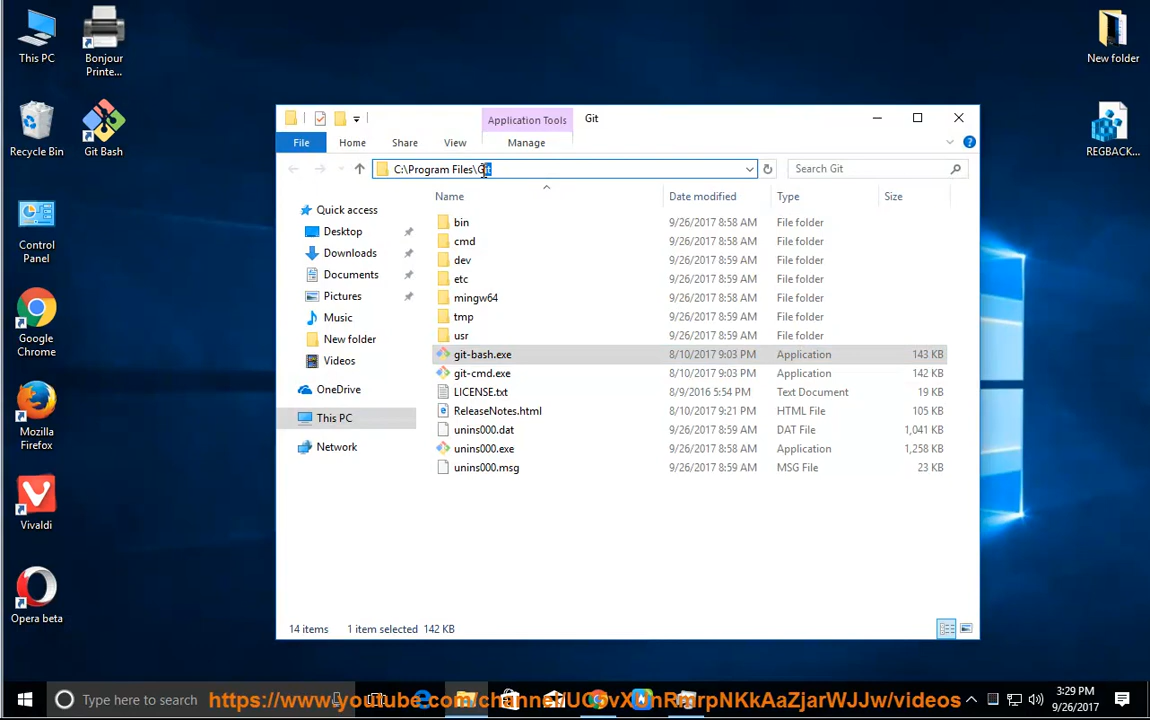 This PC
Bonjour
Printe...
New folder
Recycle Bin
Git Bash
REGBACK...
Control
Panel
Google
Chrome
Mozilla
Firefox
Vivaldi
Opera beta
Application Tools
Git
File
Home
Share
View
Manage
C:\Program Files\Git
Search Git
Name
Date modified
Type
Size
Quick access
Desktop
Downloads
Documents
Pictures
Music
New folder
Videos
OneDrive
This PC
Network
bin 9/26/2017 8:58 AM File folder
cmd 9/26/2017 8:58 AM File folder
dev 9/26/2017 8:59 AM File folder
etc 9/26/2017 8:59 AM File folder
mingw64 9/26/2017 8:58 AM File folder
tmp 9/26/2017 8:59 AM File folder
usr 9/26/2017 8:59 AM File folder
git-bash.exe 8/10/2017 9:03 PM Application 143 KB
git-cmd.exe 8/10/2017 9:03 PM Application 142 KB
LICENSE.txt 8/9/2016 5:54 PM Text Document 19 KB
ReleaseNotes.html 8/10/2017 9:21 PM HTML File 105 KB
unins000.dat 9/26/2017 8:59 AM DAT File 1,041 KB
unins000.exe 9/26/2017 8:58 AM Application 1,258 KB
unins000.msg 9/26/2017 8:59 AM MSG File 23 KB
14 items 1 item selected 142 KB
Type here to search
3:29 PM
9/26/2017